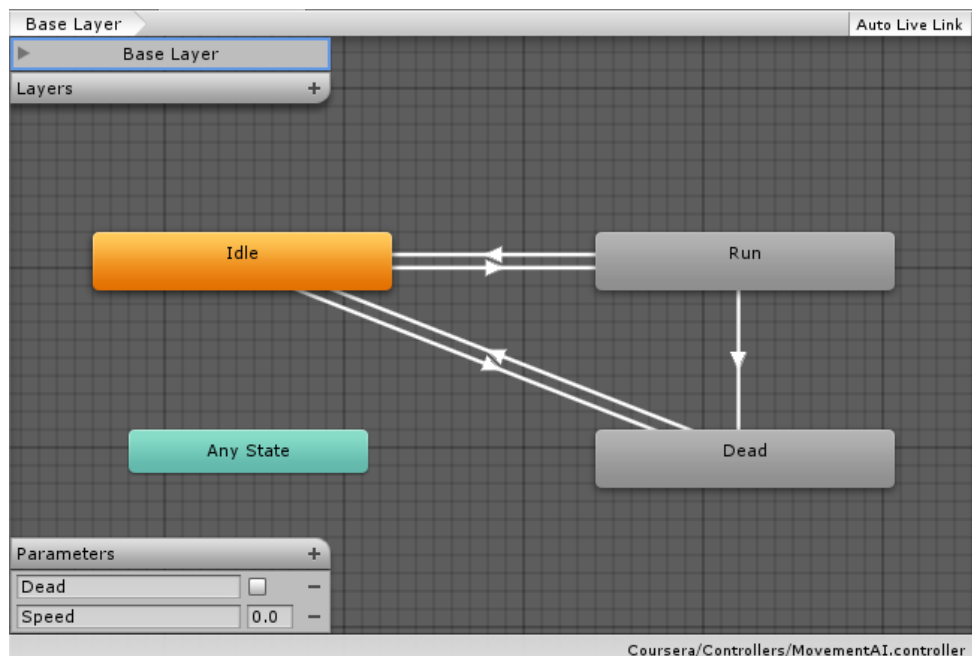 Base Layer
Auto Live Link
Base Layer
Layers +
Idle
Run
Any State
Dead
Parameters +
Dead -
Speed 0.0 -
Coursera/Controllers/MovementAI.controller